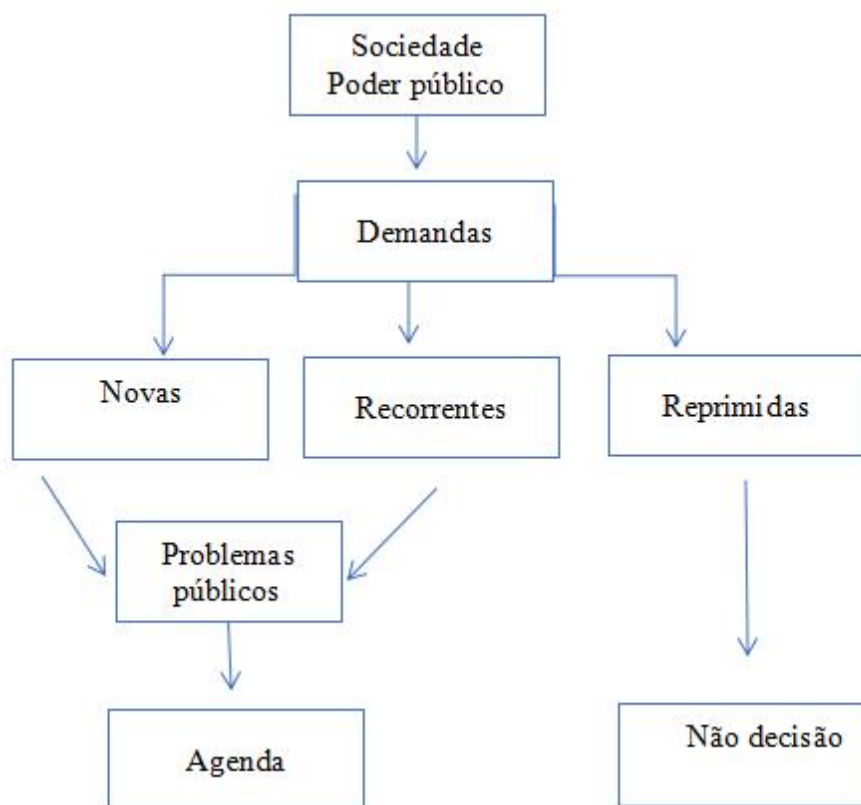 Sociedade
Poder público
Demandas
Novas
Recorrentes
Reprimidas
Problemas
públicos
Agenda
Não decisão